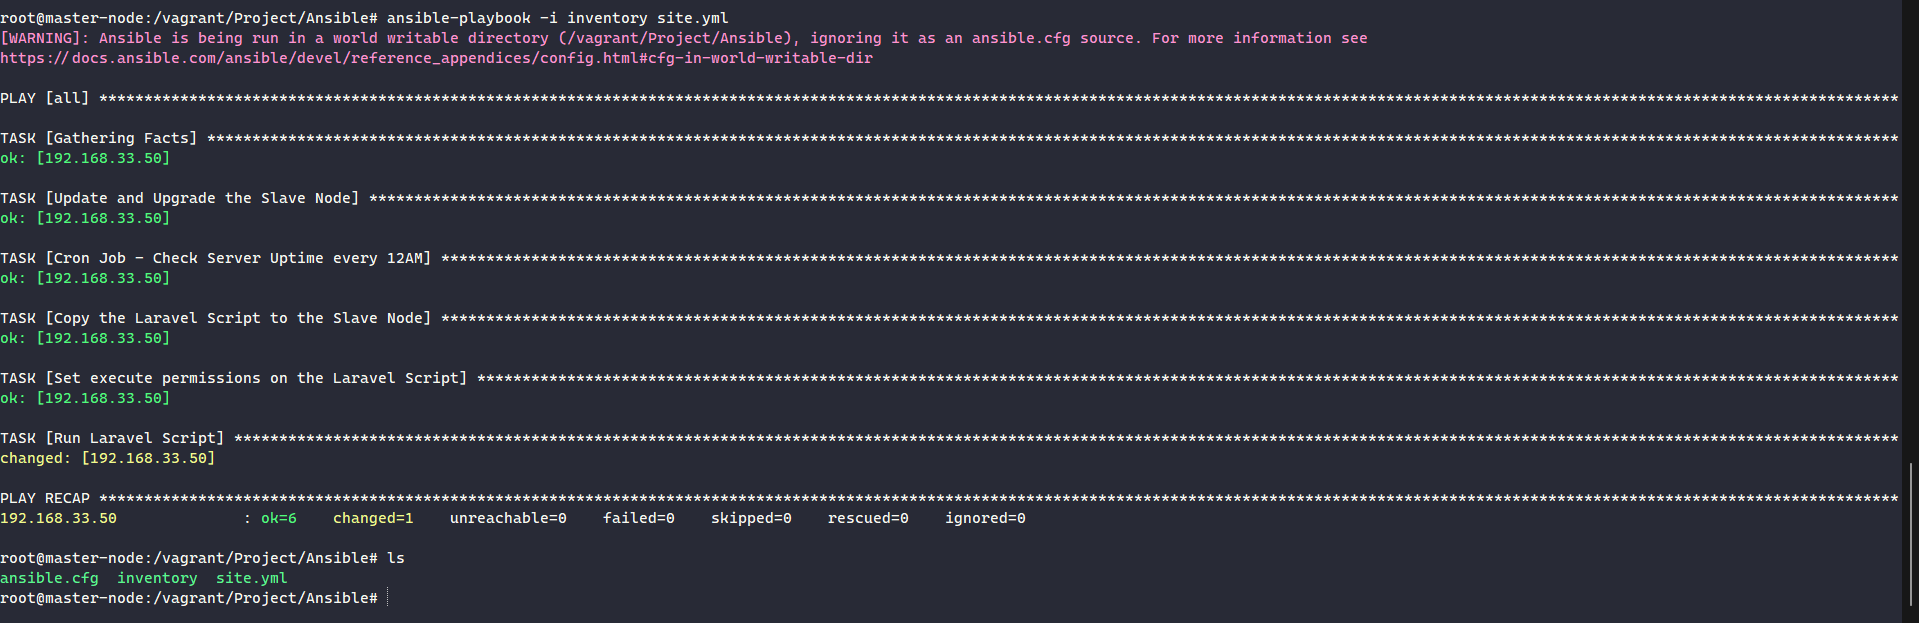 root@master-node:/vagrant/Project/Ansible# ansible-playbook -i inventory site.yml
[WARNING]: Ansible is being run in a world writable directory (/vagrant/Project/Ansible), ignoring it as an ansible.cfg source. For more information see
https://docs.ansible.com/ansible/devel/reference_appendices/config.html#cfg-in-world-writable-dir
PLAY [all] ********************************************************************************************************************************************************************************************************
TASK [Gathering Facts] ********************************************************************************************************************************************************************************************
ok: [192.168.33.50]
TASK [Update and Upgrade the Slave Node] **************************************************************************************************************************************************************************
ok: [192.168.33.50]
TASK [Cron Job - Check Server Uptime every 12AM] ******************************************************************************************************************************************************************
ok: [192.168.33.50]
TASK [Copy the Laravel Script to the Slave Node] ******************************************************************************************************************************************************************
ok: [192.168.33.50]
TASK [Set execute permissions on the Laravel Script] **************************************************************************************************************************************************************
ok: [192.168.33.50]
TASK [Run Laravel Script] *****************************************************************************************************************************************************************************************
changed: [192.168.33.50]
PLAY RECAP ********************************************************************************************************************************************************************************************************
192.168.33.50              : ok=6    changed=1    unreachable=0    failed=0    skipped=0    rescued=0    ignored=0
root@master-node:/vagrant/Project/Ansible# ls
ansible.cfg  inventory  site.yml
root@master-node:/vagrant/Project/Ansible#